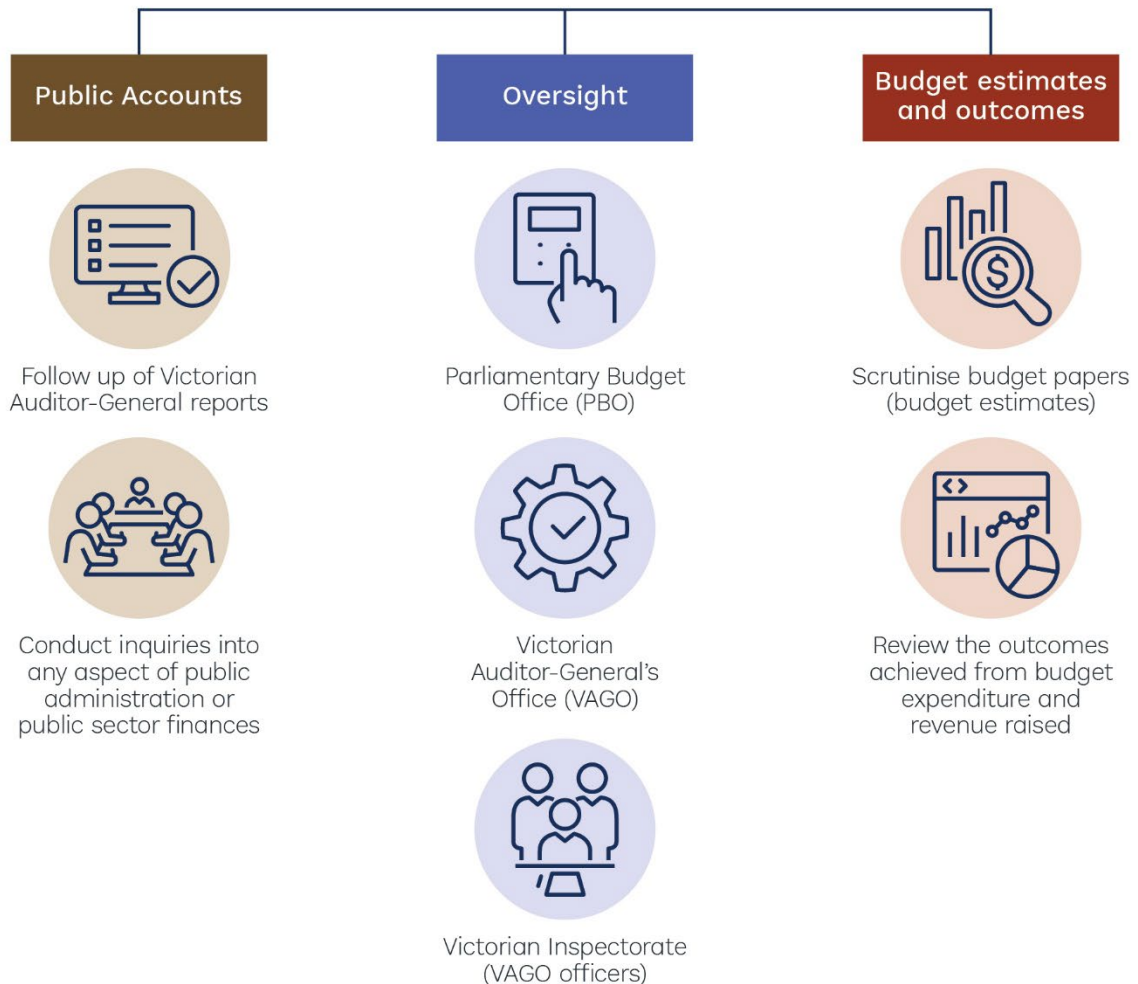 Public Accounts
Follow up of Victorian
Auditor-General reports
Conduct inquiries into
any aspect of public
administration or
public sector finances
Oversight
Parliamentary Budget
Office (PBO)
Victorian
Auditor-General’s
Office (VAGO)
Victorian Inspectorate
(VAGO officers)
Budget estimates
and outcomes
$
Scrutinise budget papers
(budget estimates)
Review the outcomes
achieved from budget
expenditure and
revenue raised